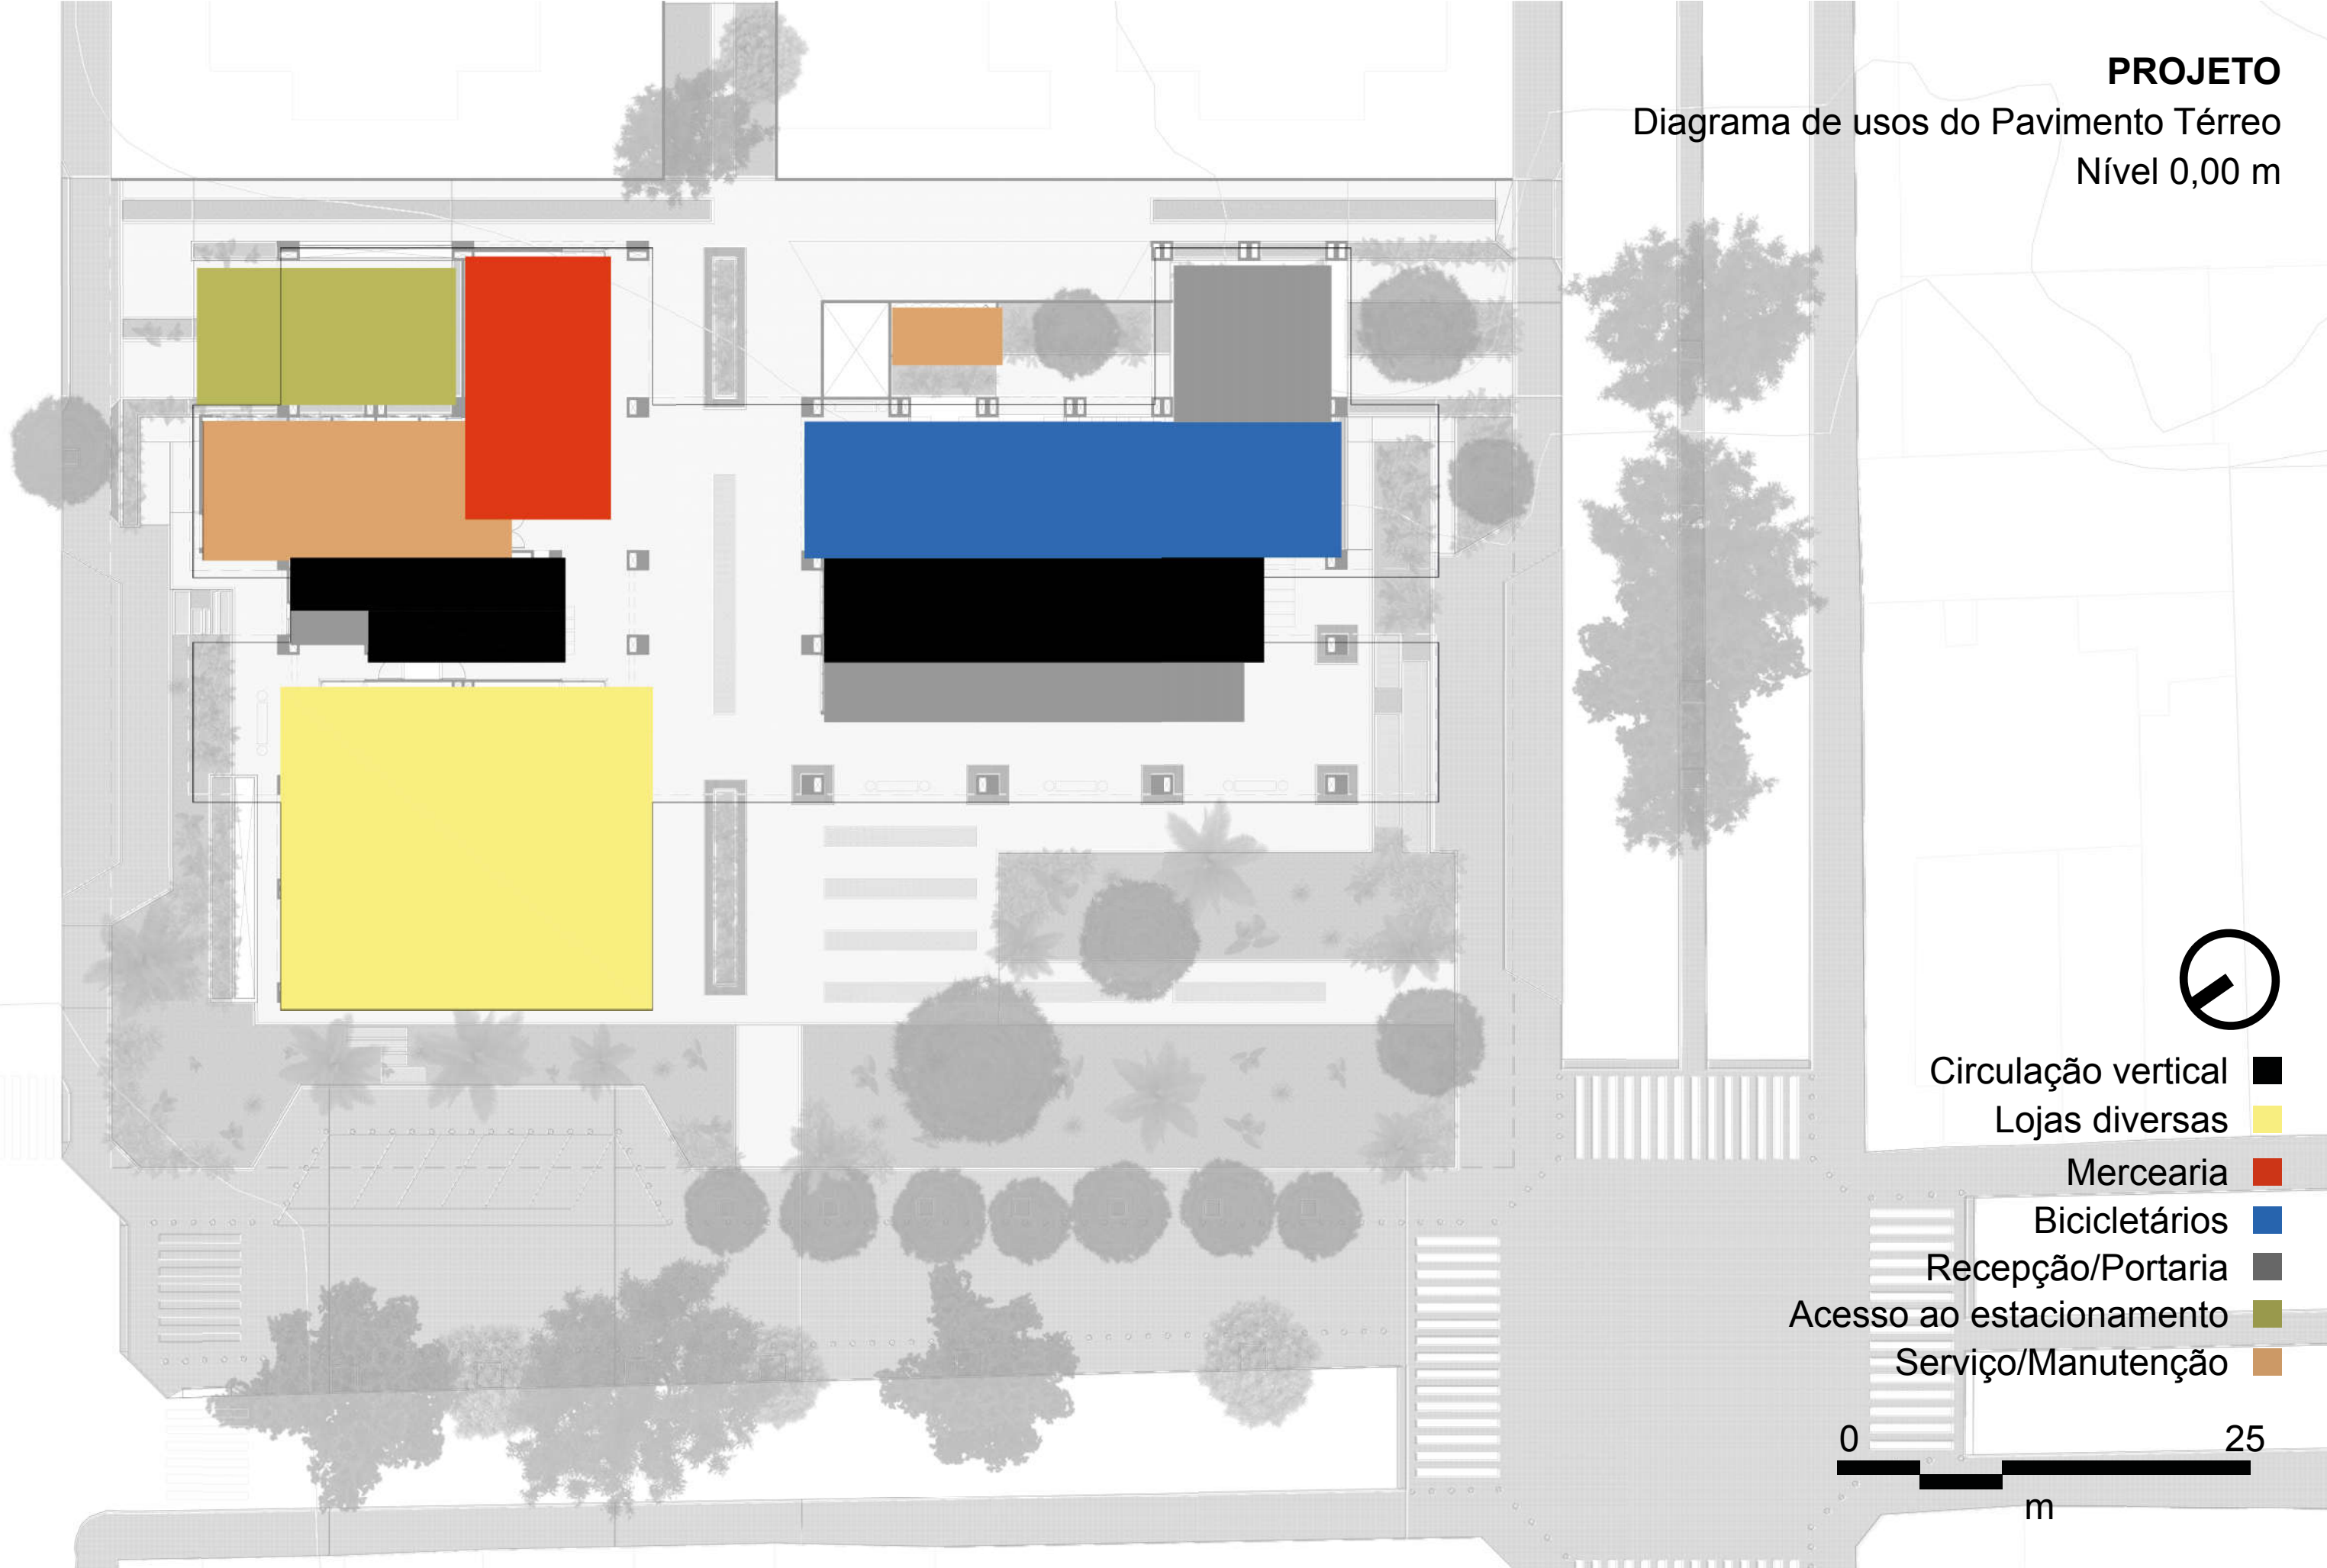 PROJETO
Diagrama de usos do Pavimento Térreo
Nível 0,00 m
Circulação vertical
Lojas diversas
Mercearia
Bicicletários
Recepção/Portaria
Acesso ao estacionamento
Serviço/Manutenção
0 25
m